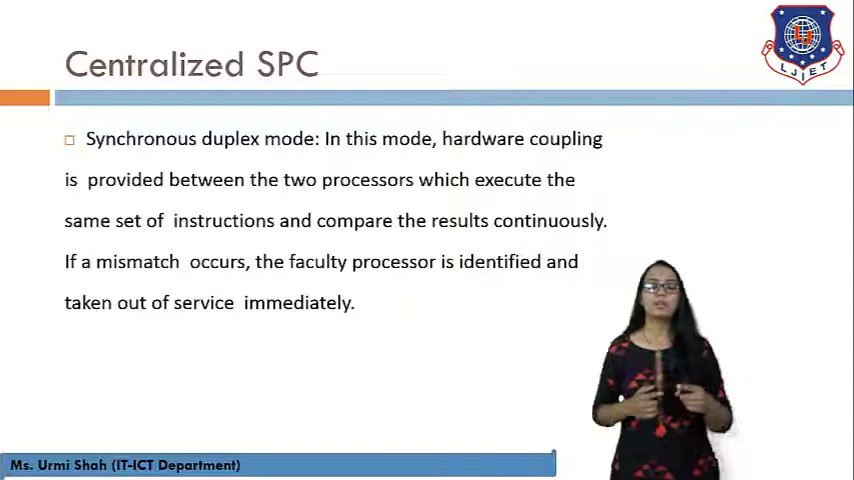 Centralized SPC
LJIET
Synchronous duplex mode: In this mode, hardware coupling
is provided between the two processors which execute the
same set of instructions and compare the results continuously.
If a mismatch occurs, the faculty processor is identified and
taken out of service immediately.
Ms. Urmi Shah (IT-ICT Department)